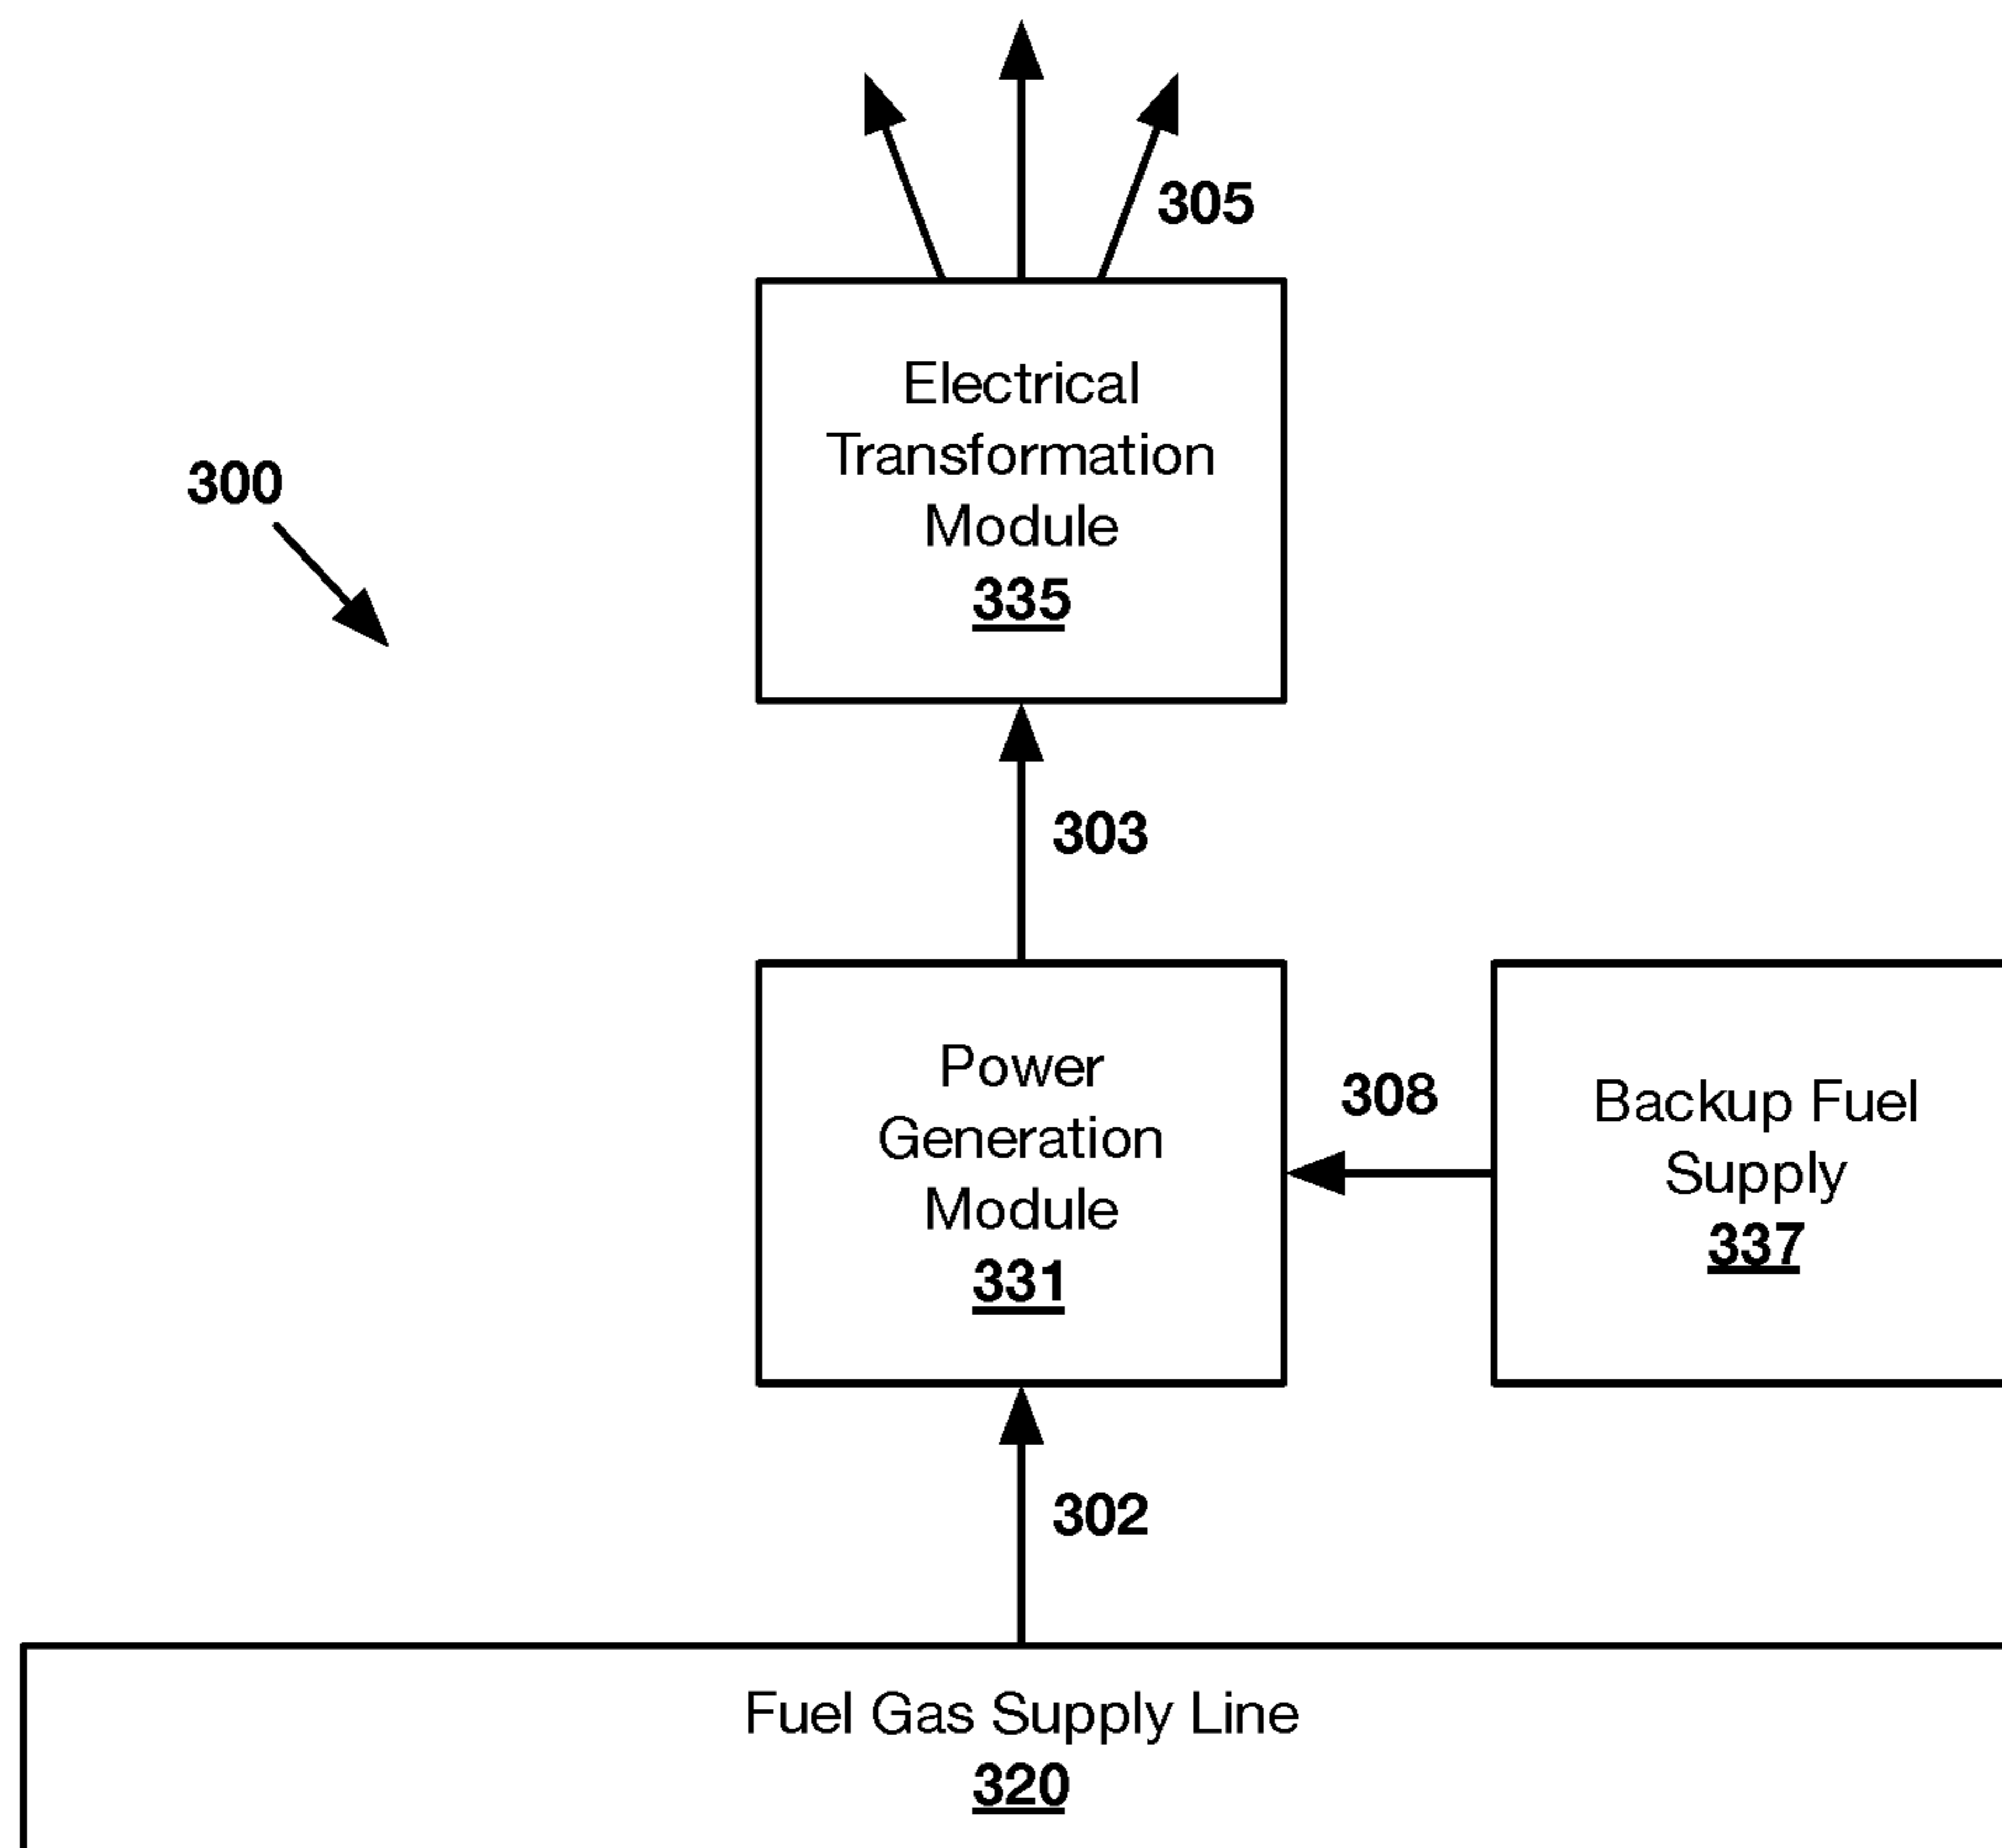 305
Electrical
Transformation
Module
335
300
303
Power
Generation
Module
331
308
Backup Fuel
Supply
337
302
Fuel Gas Supply Line
320